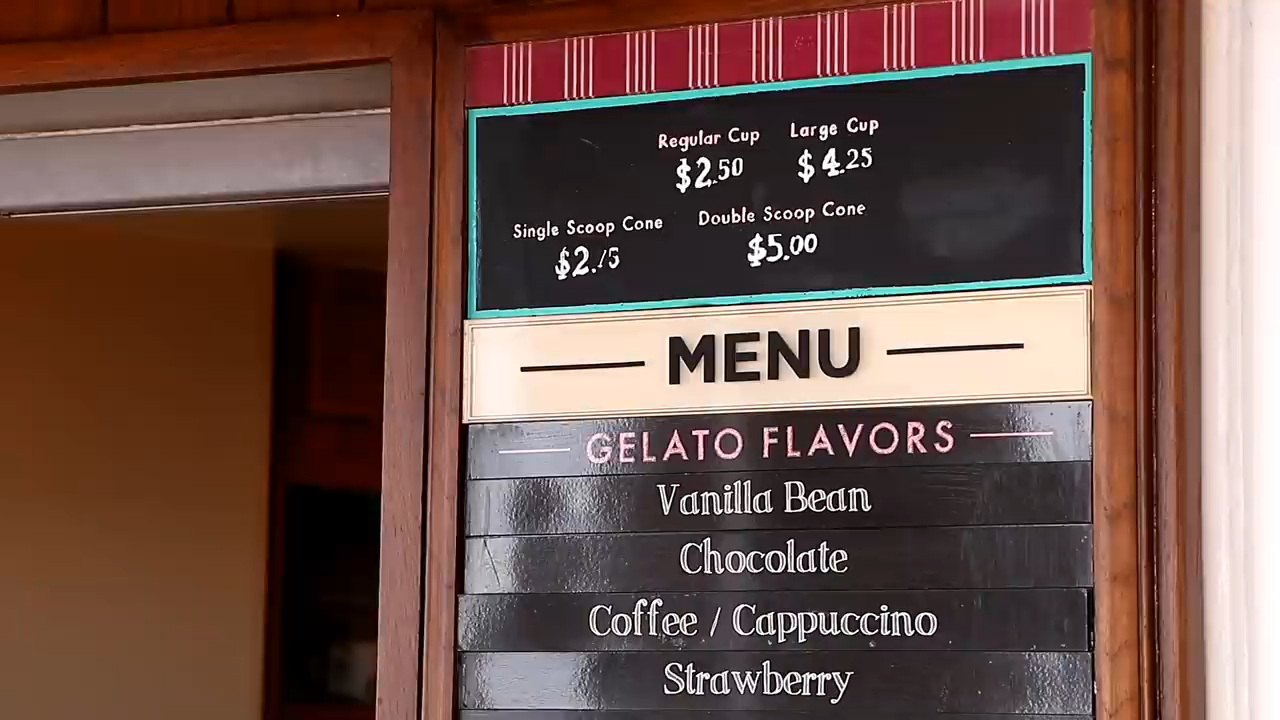 Regular Cup Large Cup
$2.50 $4.25
Single Scoop Cone Double Scoop Cone
$2.75 $5.00
MENU
GELATO FLAVORS
Vanilla Bean
Chocolate
Coffee / Cappuccino
Strawberry